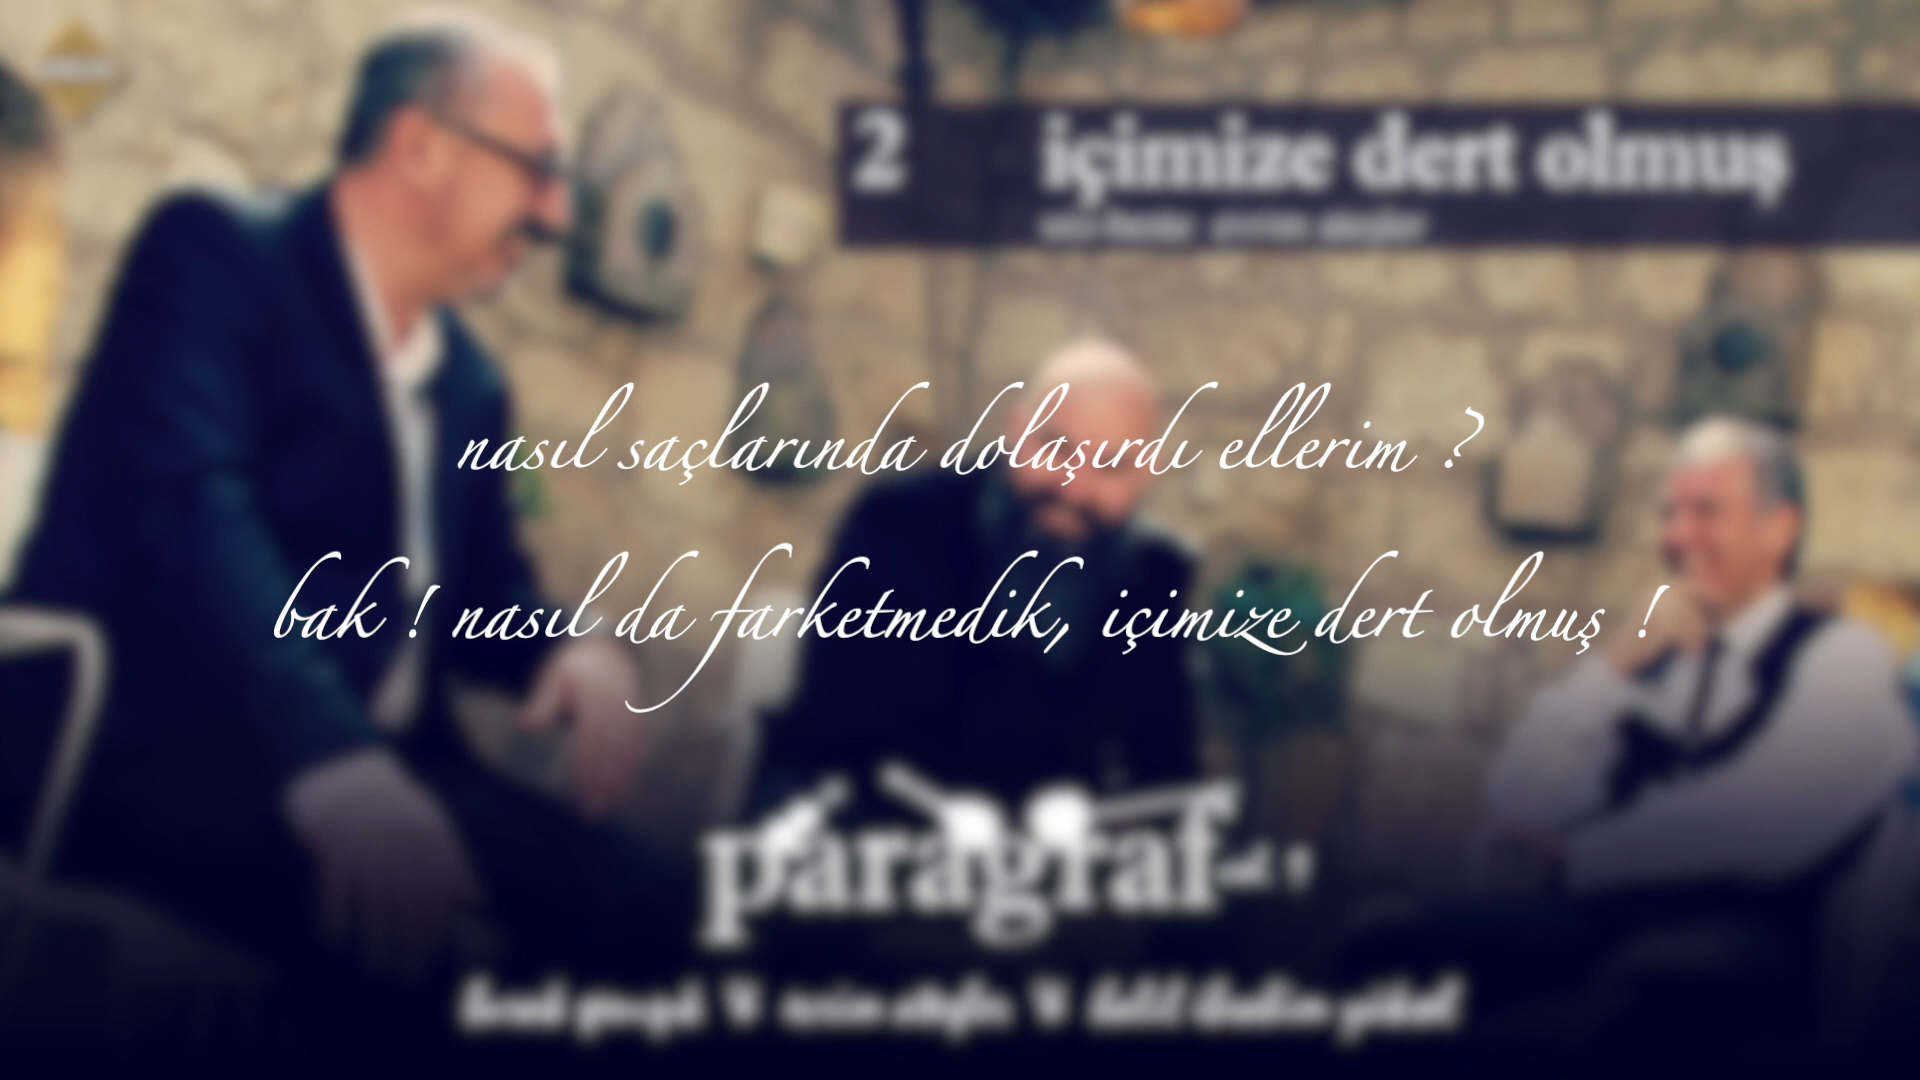 2 içimize dert olmuş
nasıl saçlarında dolaşırdı ellerim ?
bak ! nasıl da farketmedik, içimize dert olmuş !
paragraf